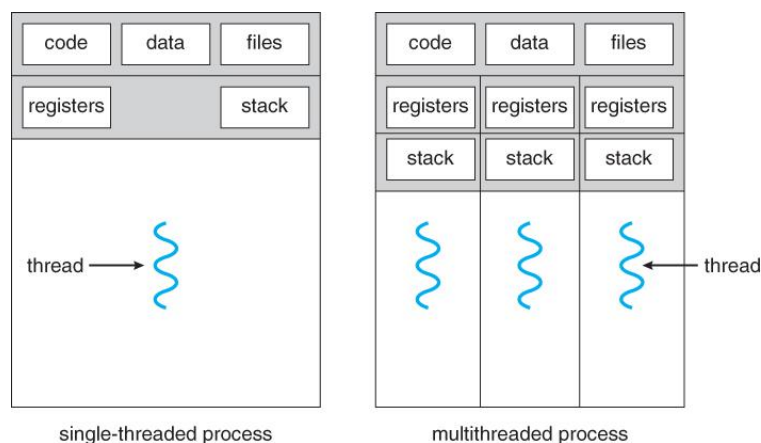 code data files
registers stack
thread
single-threaded process
code data files
registers registers registers
stack stack stack
thread
multithreaded process